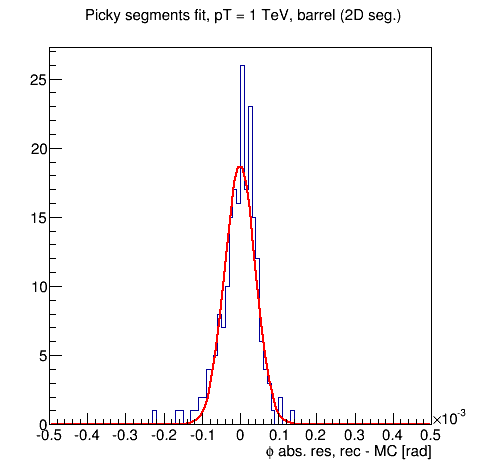 Picky segments fit, pT = 1 TeV, barrel (2D seg.)
25
20
15
10
5
0
-0.5 -0.4 -0.3 -0.2 -0.1 0 0.1 0.2 0.3 0.4 0.5
×10⁻³
ϕ abs. res, rec - MC [rad]